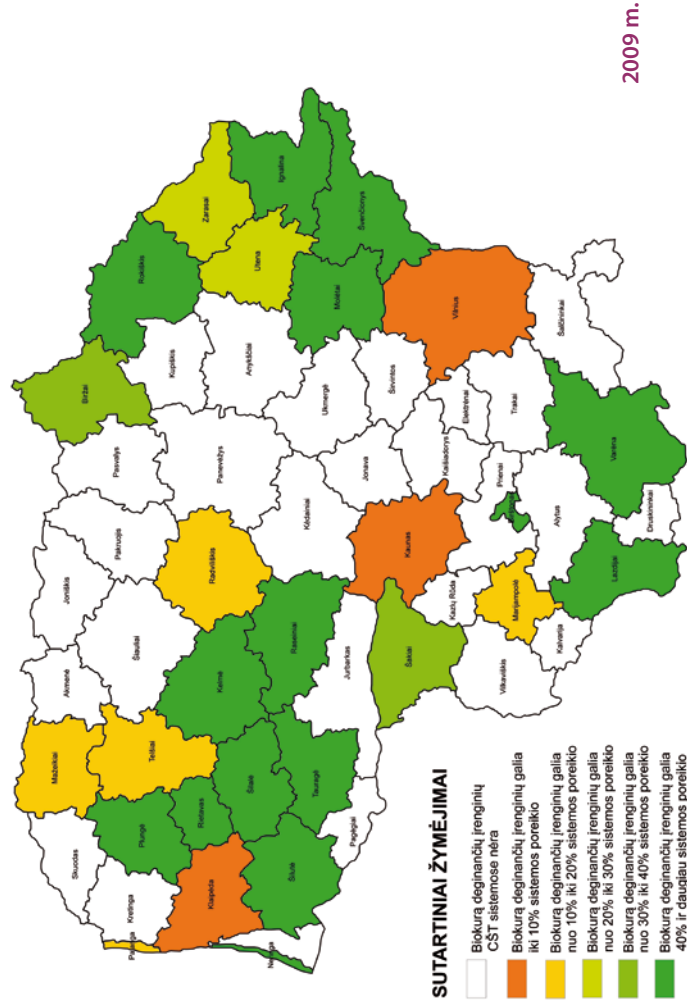 2009 m.
Skuodas
Mažeikiai
Akmenė
Joniškis
Pakruojis
Pasvalys
Biržai
Rokiškis
Zarasai
Palanga
Kretinga
Plungė
Telšiai
Šiauliai
Radviliškis
Panevėžys
Kupiškis
Anykščiai
Utena
Ignalina
Klaipėda
Rietavas
Kelmė
Šilalė
Raseiniai
Kėdainiai
Ukmergė
Molėtai
Švenčionys
Neringa
Šilutė
Tauragė
Pagėgiai
Jurbarkas
Jonava
Širvintos
Kaunas
Kaišiadorys
Elektrėnai
Vilnius
Šakiai
Kazlų Rūda
Vilkaviškis
Marijampolė
Kalvarija
Prienai
Trakai
Šalčininkai
Alytus
Lazdijai
Druskininkai
Varėna
SUTARTINIAI ŽYMĖJIMAI
Biokurą deginančių įrenginių
CŠT sistemose nėra
Biokurą deginančių įrenginių galia
iki 10% sistemos poreikio
Biokurą deginančių įrenginių galia
nuo 10% iki 20% sistemos poreikio
Biokurą deginančių įrenginių galia
nuo 20% iki 30% sistemos poreikio
Biokurą deginančių įrenginių galia
nuo 30% iki 40% sistemos poreikio
Biokurą deginančių įrenginių galia
40% ir daugiau sistemos poreikio